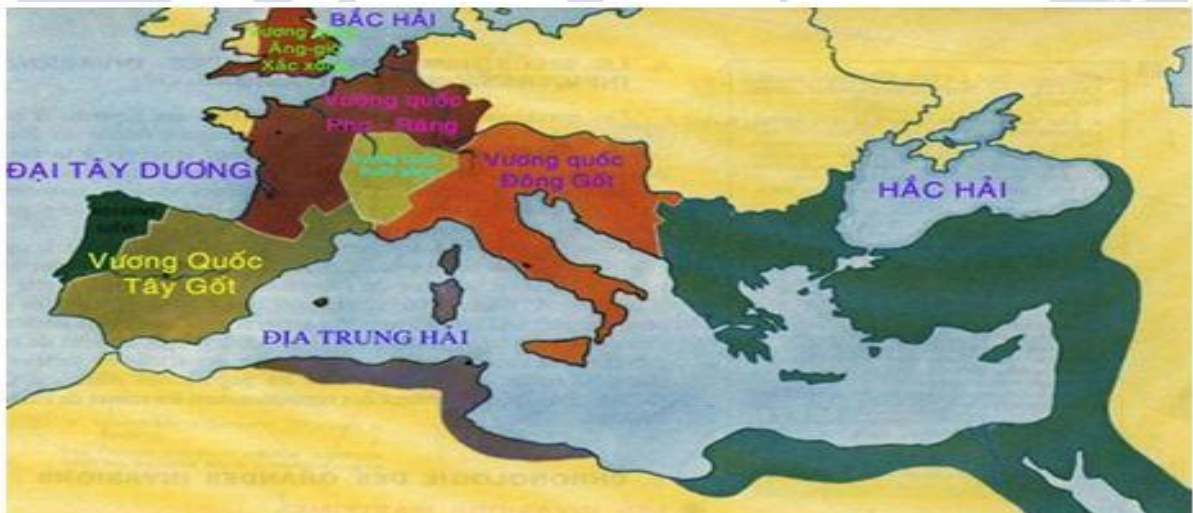 BẮC HẢI
Vương
Ăng-glô
Xắc xông
Vương quốc
Phơ - Răng
Vương quốc
Đông Gốt
ĐẠI TÂY DƯƠNG
HẮC HẢI
Vương Quốc
Tây Gốt
ĐỊA TRUNG HẢI